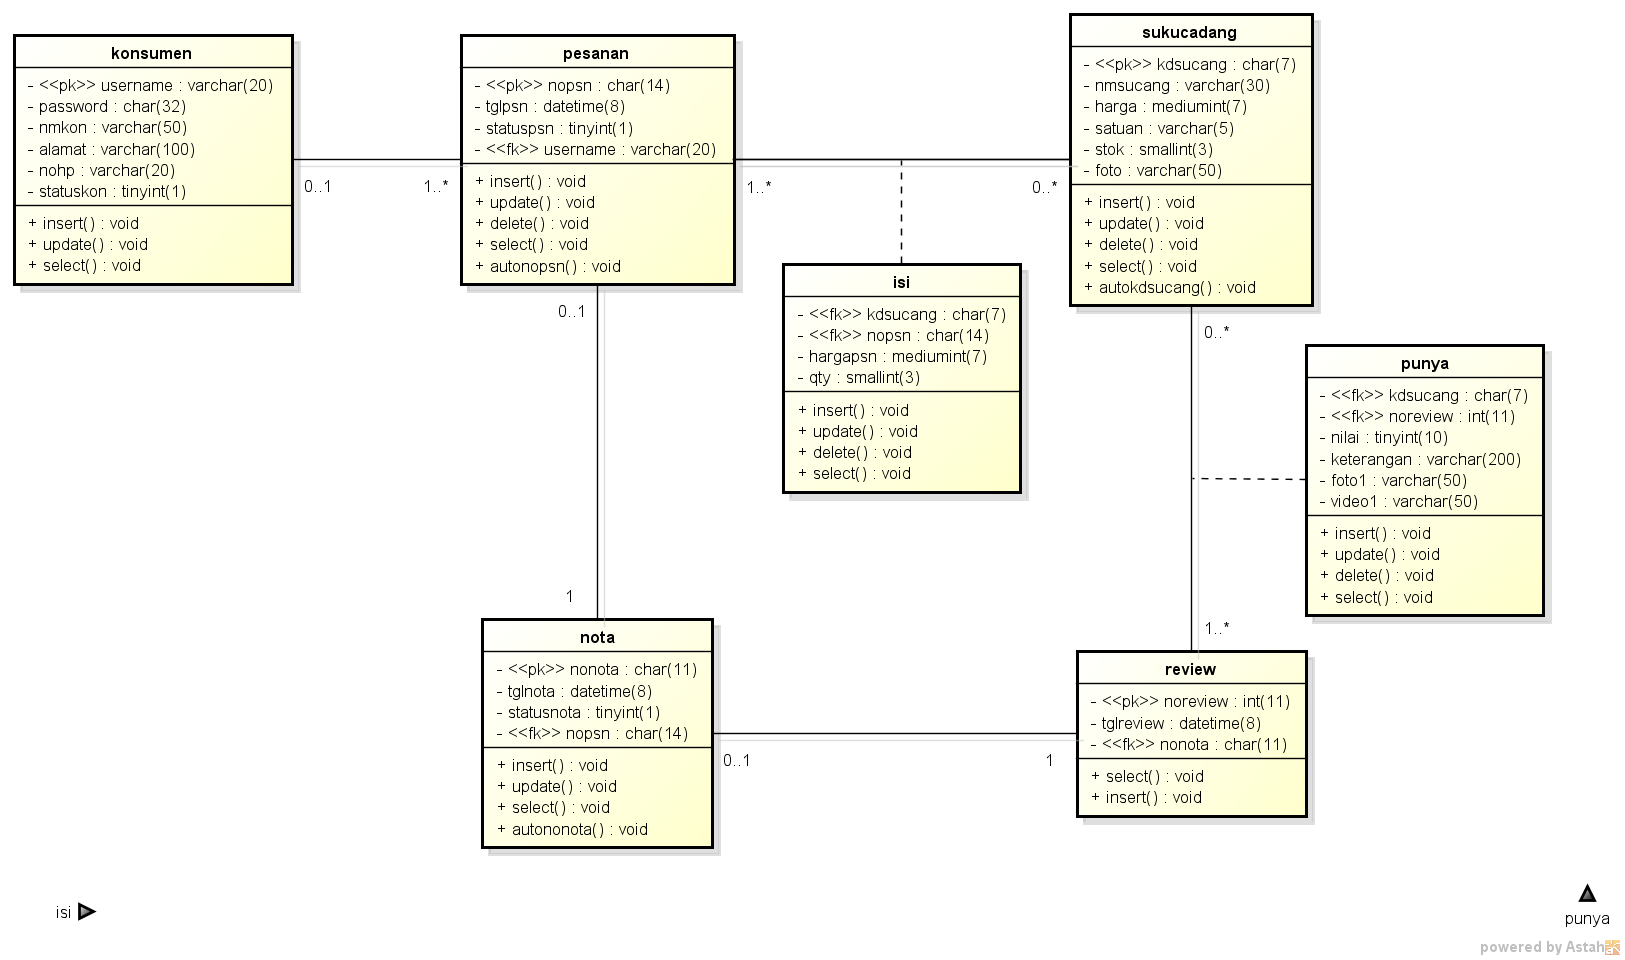 konsumen
- <<pk>> username : varchar(20)
- password : char(32)
- nmkon : varchar(50)
- alamat : varchar(100)
- nohp : varchar(20)
- statuskon : tinyint(1)
+ insert() : void
+ update() : void
+ select() : void
0..1
1..*
pesanan
- <<pk>> nopsn : char(14)
- tglpsn : datetime(8)
- statuspsn : tinyint(1)
- <<fk>> username : varchar(20)
+ insert() : void
+ update() : void
+ delete() : void
+ select() : void
+ autonopsn() : void
1..*
0..*
sukucadang
- <<pk>> kdsucang : char(7)
- nmsucang : varchar(30)
- harga : mediumint(7)
- satuan : varchar(5)
- stok : smallint(3)
- foto : varchar(50)
+ insert() : void
+ update() : void
+ delete() : void
+ select() : void
+ autokdsucang() : void
isi
- <<fk>> kdsucang : char(7)
- <<fk>> nopsn : char(14)
- hargapsn : mediumint(7)
- qty : smallint(3)
+ insert() : void
+ update() : void
+ delete() : void
+ select() : void
0..1
0..*
punya
- <<fk>> kdsucang : char(7)
- <<fk>> noreview : int(11)
- nilai : tinyint(10)
- keterangan : varchar(200)
- foto1 : varchar(50)
- video1 : varchar(50)
+ insert() : void
+ update() : void
+ delete() : void
+ select() : void
1
1..*
nota
- <<pk>> nonota : char(11)
- tglnota : datetime(8)
- statusnota : tinyint(1)
- <<fk>> nopsn : char(14)
+ insert() : void
+ update() : void
+ select() : void
+ autononota() : void
0..1
1
review
- <<pk>> noreview : int(11)
- tglreview : datetime(8)
- <<fk>> nonota : char(11)
+ select() : void
+ insert() : void
isi
punya
powered by Astah